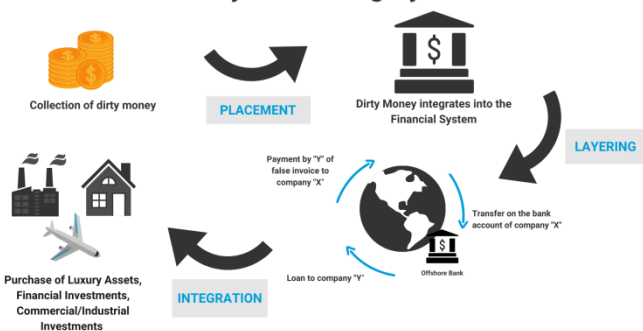 Collection of dirty money
PLACEMENT
Dirty Money integrates into the
Financial System
LAYERING
Payment by "Y" of
false invoice to
company "X"
Transfer on the bank
account of company "X"
Offshore Bank
Loan to company "Y"
INTEGRATION
Purchase of Luxury Assets,
Financial Investments,
Commercial/Industrial
Investments